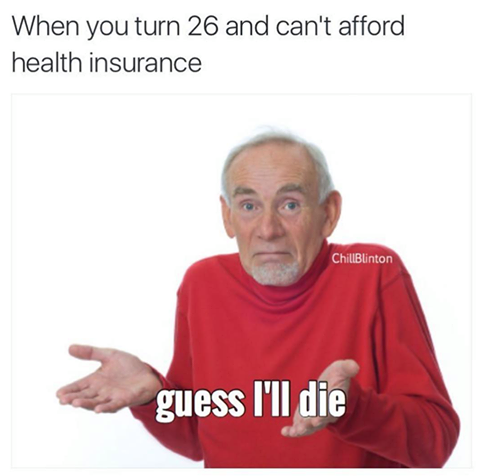 When you turn 26 and can't afford
health insurance
ChillBlinton
guess I'll die